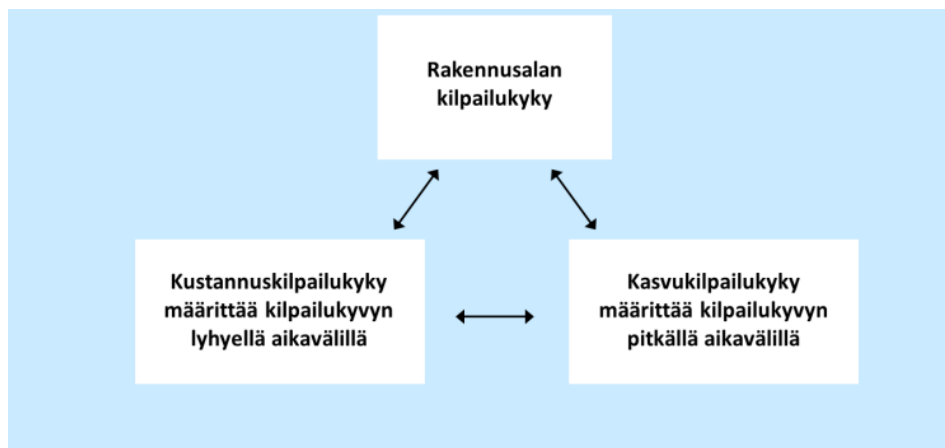 Rakennusalan
kilpailukyky
Kustannuskilpailukyky
määrittää kilpailukyvyn
lyhyellä aikavälillä
Kasvukilpailukyky
määrittää kilpailukyvyn
pitkällä aikavälillä